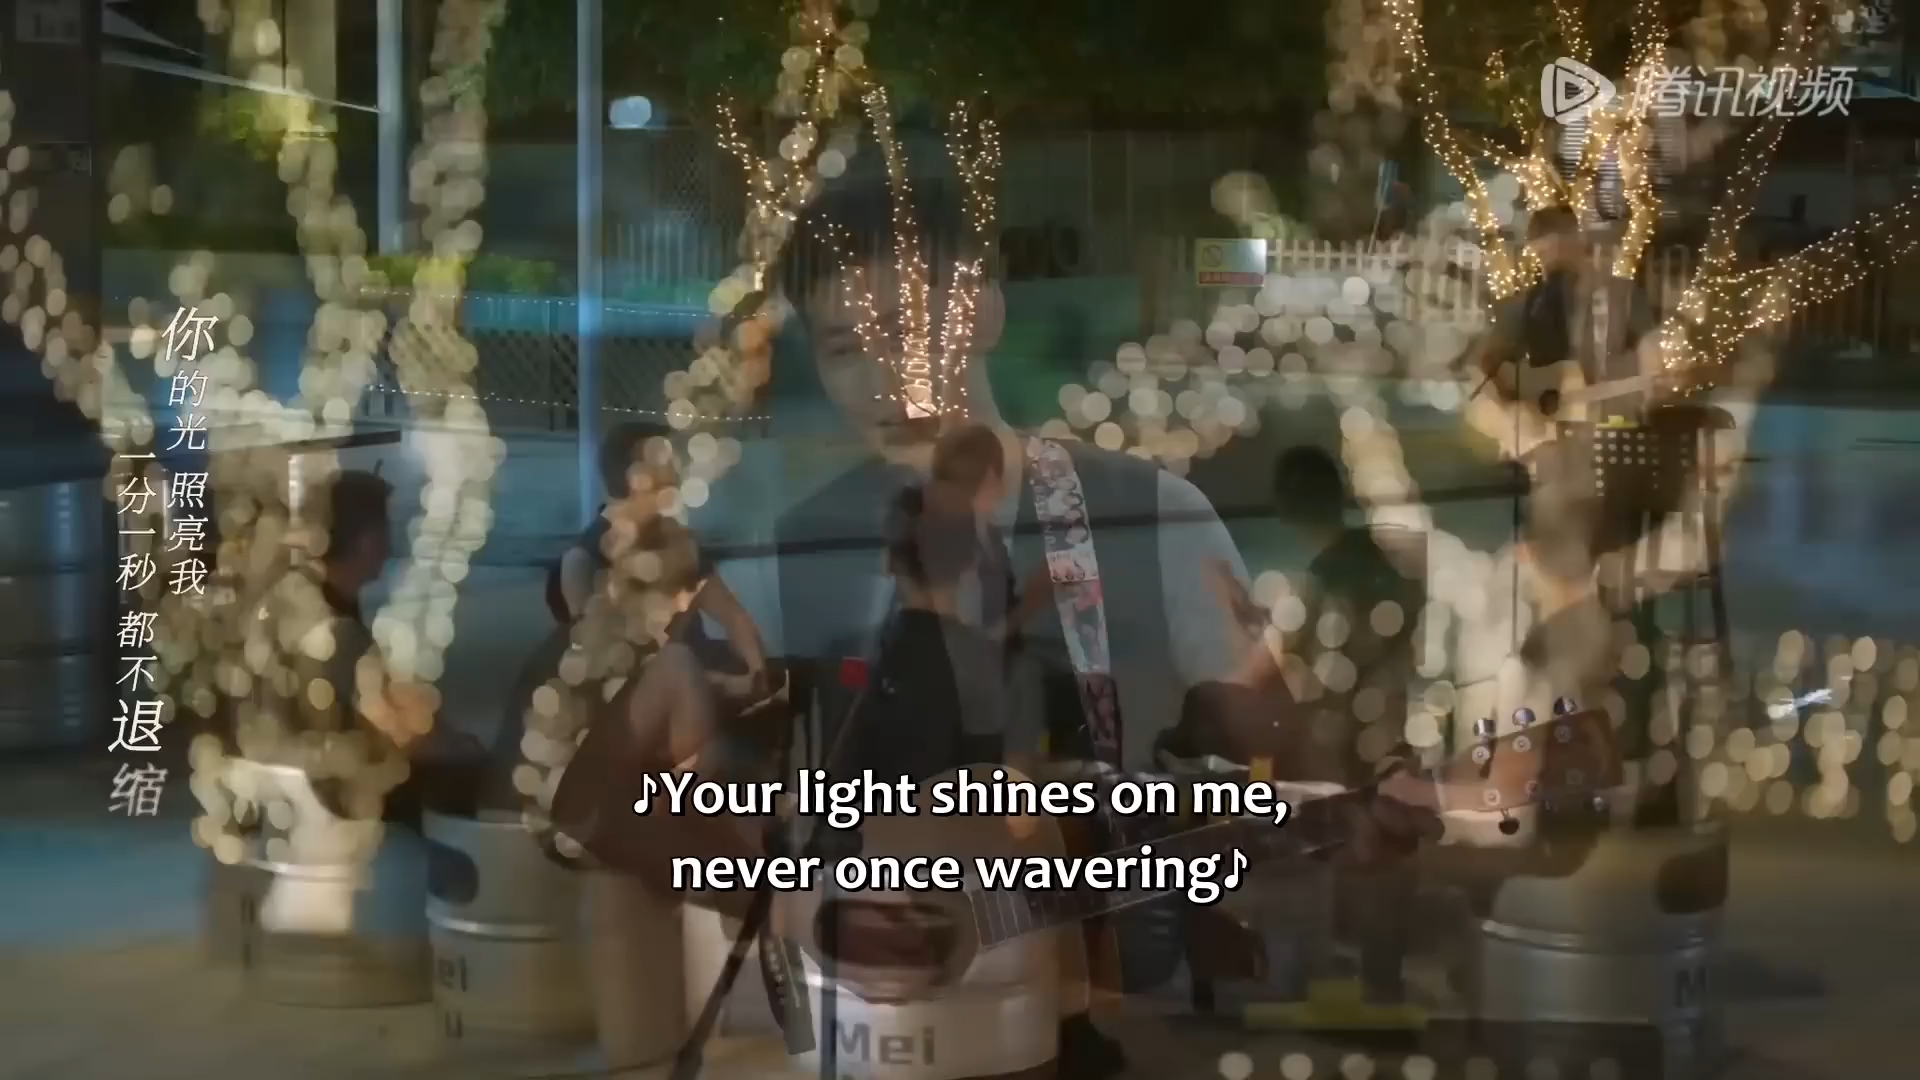 腾讯视频
你的光 照亮我
一分一秒 都不退缩
♪Your light shines on me,
never once wavering♪
Mei